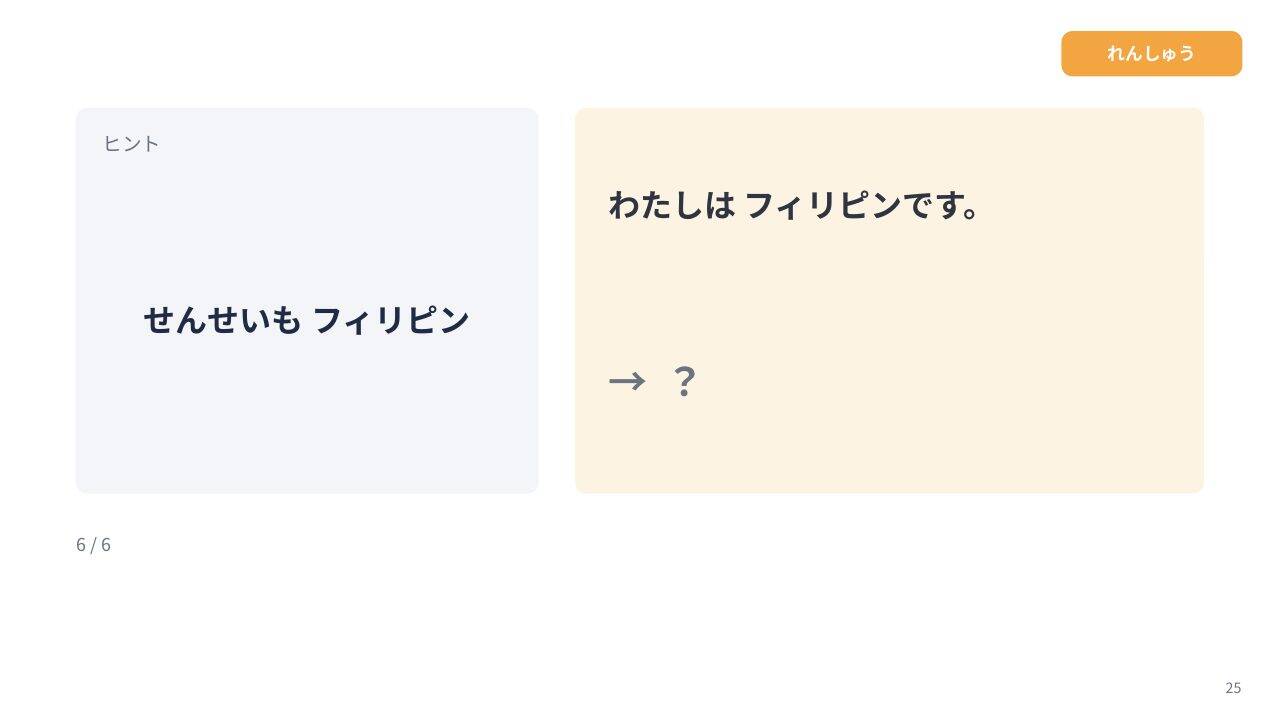 れんしゅう
ヒント
せんせいも フィリピン
わたしは フィリピンです。
→ ？
6 / 6
25